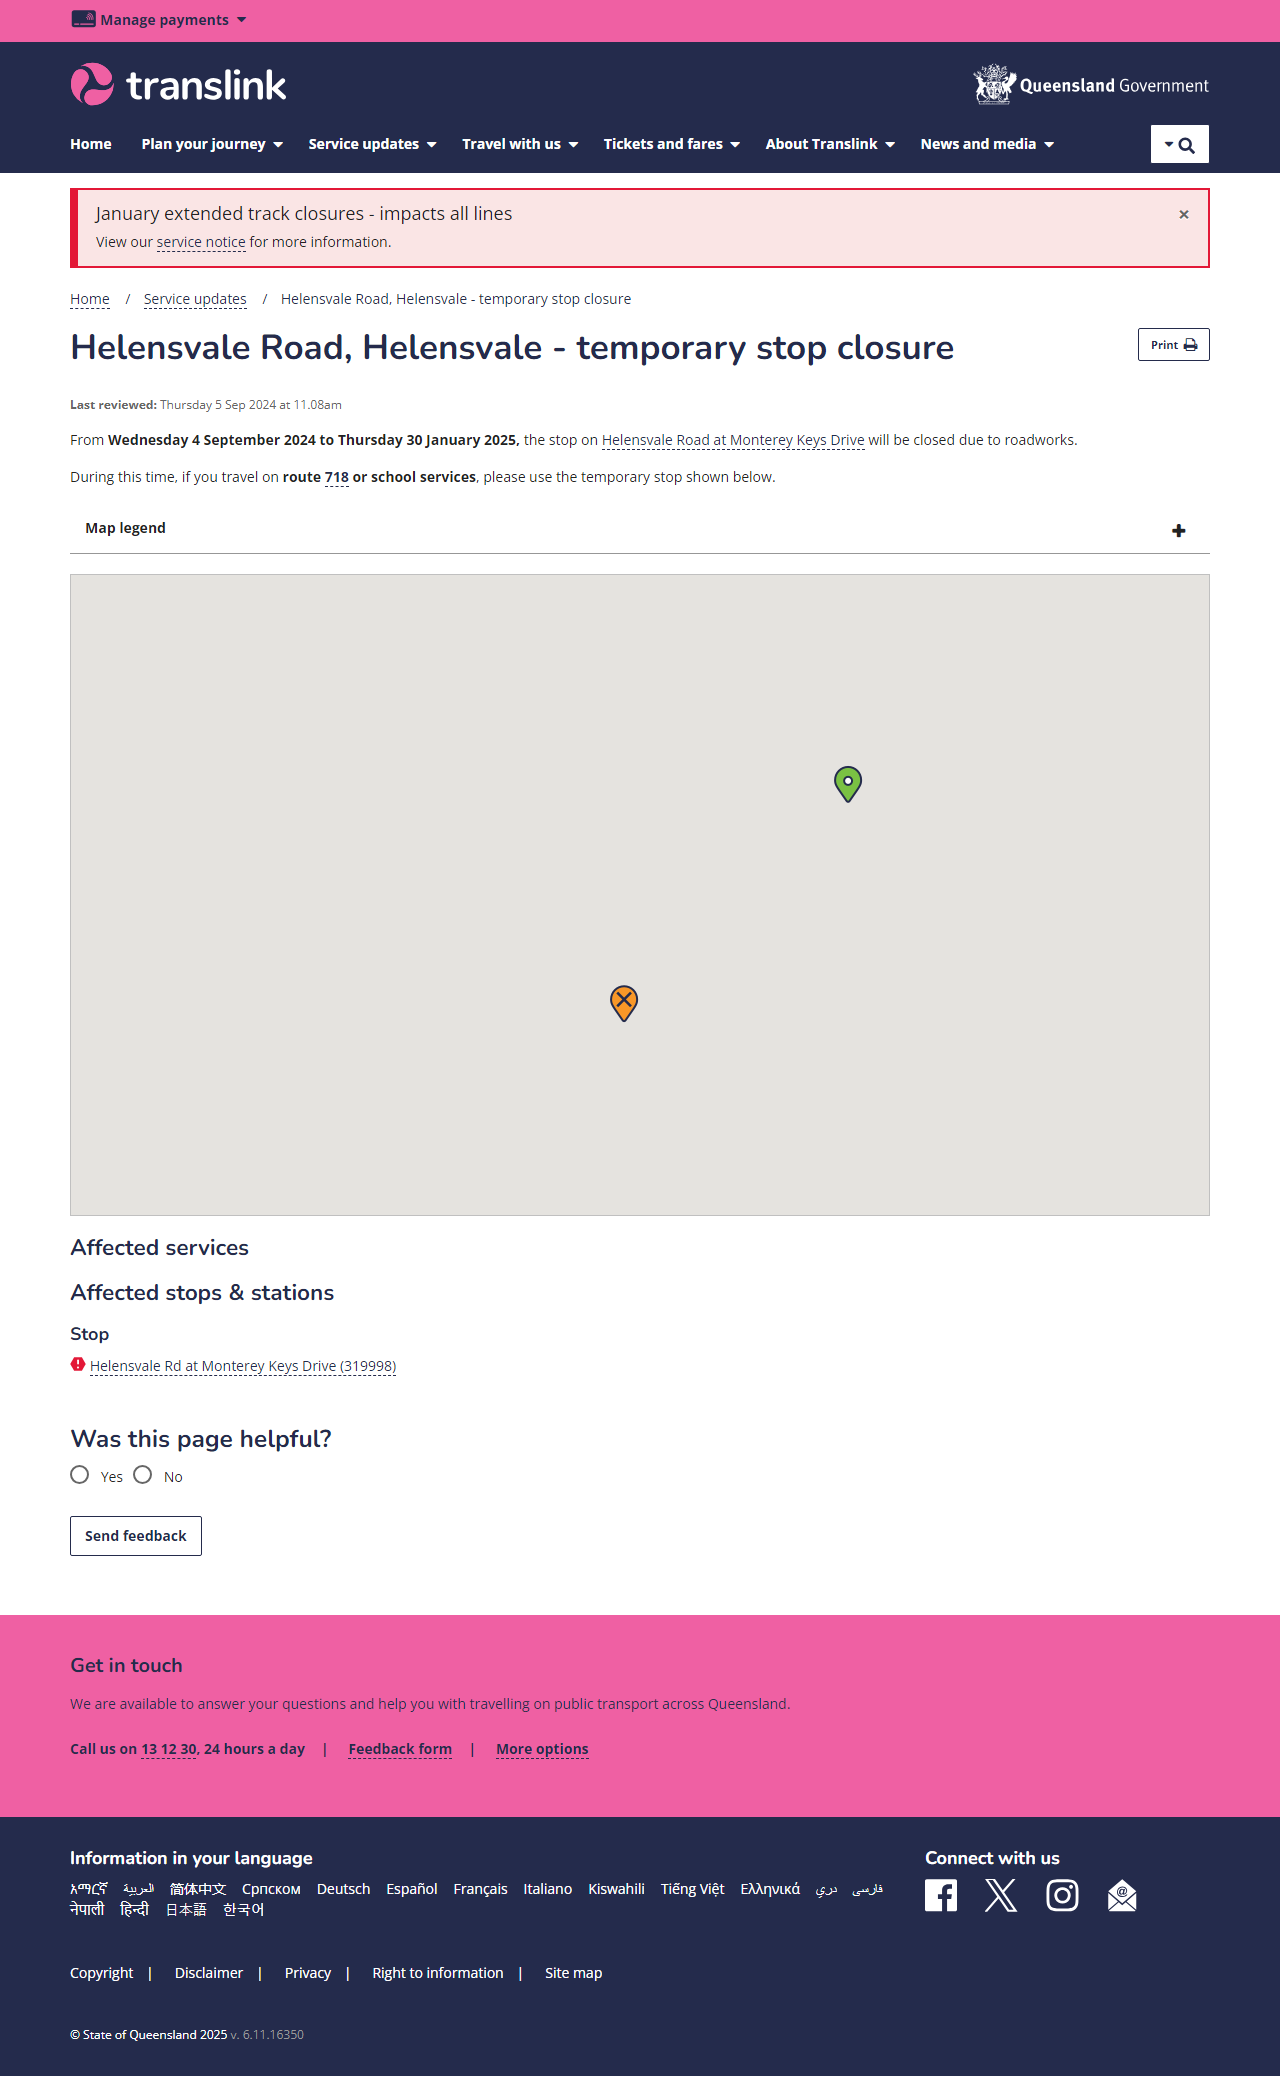 Manage payments
translink
Queensland Government
Home Plan your journey Service updates Travel with us Tickets and fares About Translink News and media
January extended track closures - impacts all lines
×
View our service notice for more information.
Home / Service updates / Helensvale Road, Helensvale - temporary stop closure
Helensvale Road, Helensvale - temporary stop closure
Print
Last reviewed: Thursday 5 Sep 2024 at 11.08am
From Wednesday 4 September 2024 to Thursday 30 January 2025, the stop on Helensvale Road at Monterey Keys Drive will be closed due to roadworks.
During this time, if you travel on route 718 or school services, please use the temporary stop shown below.
Map legend
Affected services
Affected stops & stations
Stop
Helensvale Rd at Monterey Keys Drive (319998)
Was this page helpful?
Yes No
Send feedback
Get in touch
We are available to answer your questions and help you with travelling on public transport across Queensland.
Call us on 13 12 30, 24 hours a day | Feedback form | More options
Information in your language
አማርኛ العربية 简体中文 Српском Deutsch Español Français Italiano Kiswahili Tiếng Việt Ελληνικά دري فارسی
नेपाली हिन्दी 日本語 한국어
Connect with us
Copyright | Disclaimer | Privacy | Right to information | Site map
© State of Queensland 2025 v. 6.11.16350